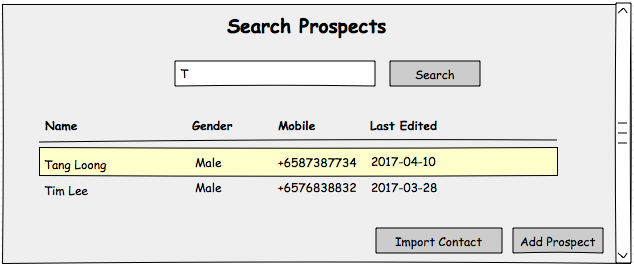 Search Prospects
T Search
Name Gender Mobile Last Edited
Tang Loong Male +6587387734 2017-04-10
Tim Lee Male +6576838832 2017-03-28
Import Contact Add Prospect